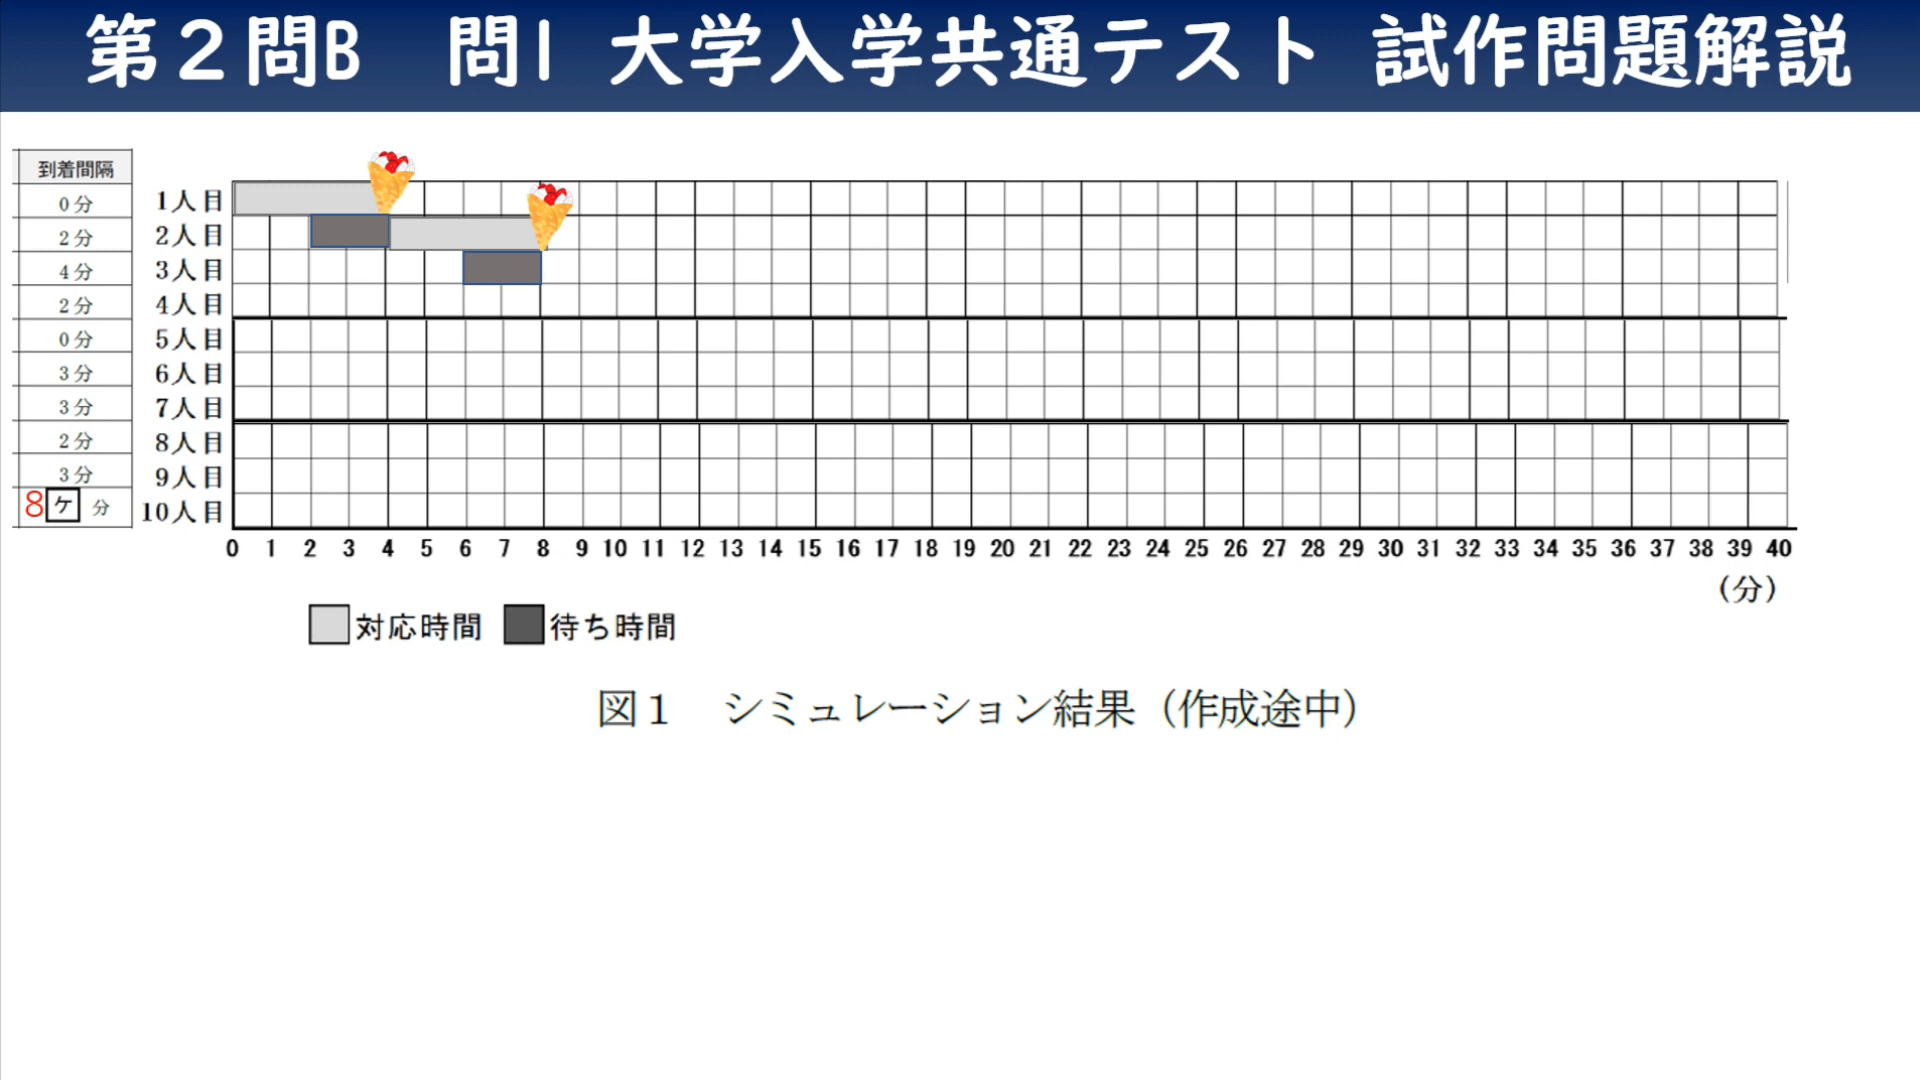 第２問B　問1 大学入学共通テスト 試作問題解説
到着間隔
0分 1人目
2分 2人目
4分 3人目
2分 4人目
0分 5人目
3分 6人目
3分 7人目
2分 8人目
3分 9人目
8 ケ 分 10人目
0 1 2 3 4 5 6 7 8 9 10 11 12 13 14 15 16 17 18 19 20 21 22 23 24 25 26 27 28 29 30 31 32 33 34 35 36 37 38 39 40
（分）
対応時間 待ち時間
図１　シミュレーション結果（作成途中）